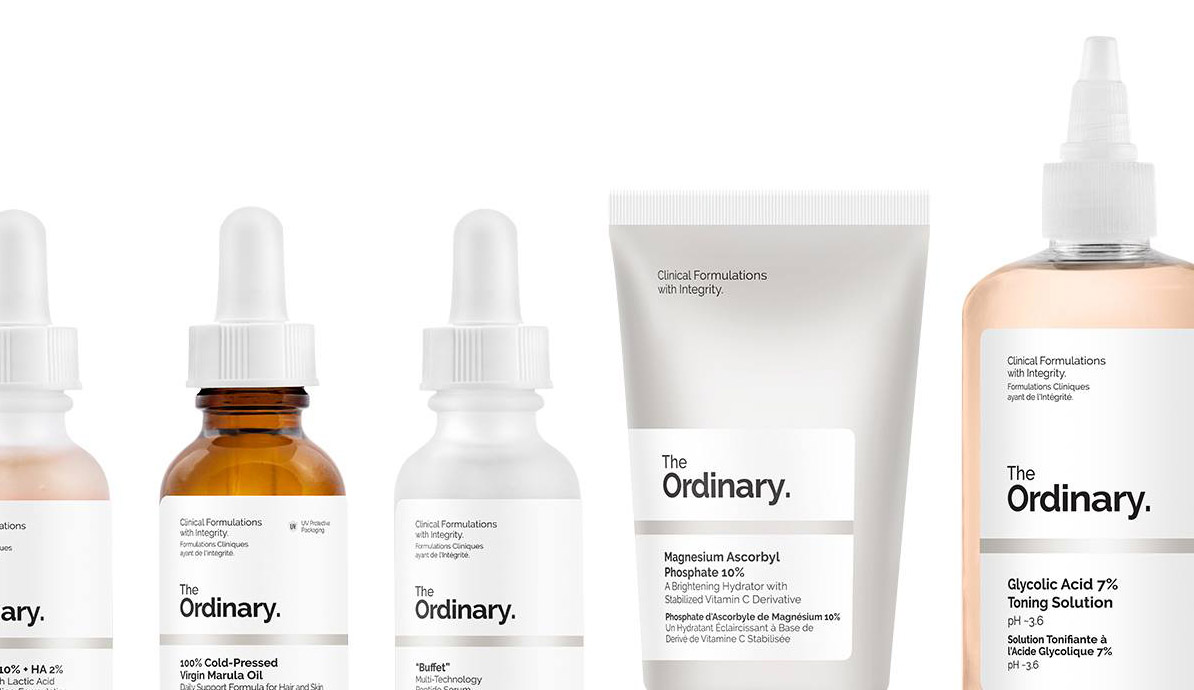 ations
ary.
10% + HA 2%
h Lactic Acid
Clinical Formulations
with Integrity.
Formulations Cliniques
ayant de l'intégrité.
UV
UV Protective
Packaging
The
Ordinary.
100% Cold-Pressed
Virgin Marula Oil
Daily Support Formula for Hair and Skin
Clinical Formulations
with Integrity.
Formulations Cliniques
ayant de l'intégrité.
The
Ordinary.
"Buffet"
Multi-Technology
Peptide Serum
Clinical Formulations
with Integrity.
The
Ordinary.
Magnesium Ascorbyl
Phosphate 10%
A Brightening Hydrator with
Stabilized Vitamin C Derivative
Phosphate d'Ascorbyle de Magnésium 10%
Un Hydratant Éclaircissant à Base de
Dérivé de Vitamine C Stabilisée
Clinical Formulations
with Integrity.
Formulations Cliniques
ayant de l'Intégrité.
The
Ordinary.
Glycolic Acid 7%
Toning Solution
pH ~3.6
Solution Tonifiante à
l'Acide Glycolique 7%
pH ~3.6